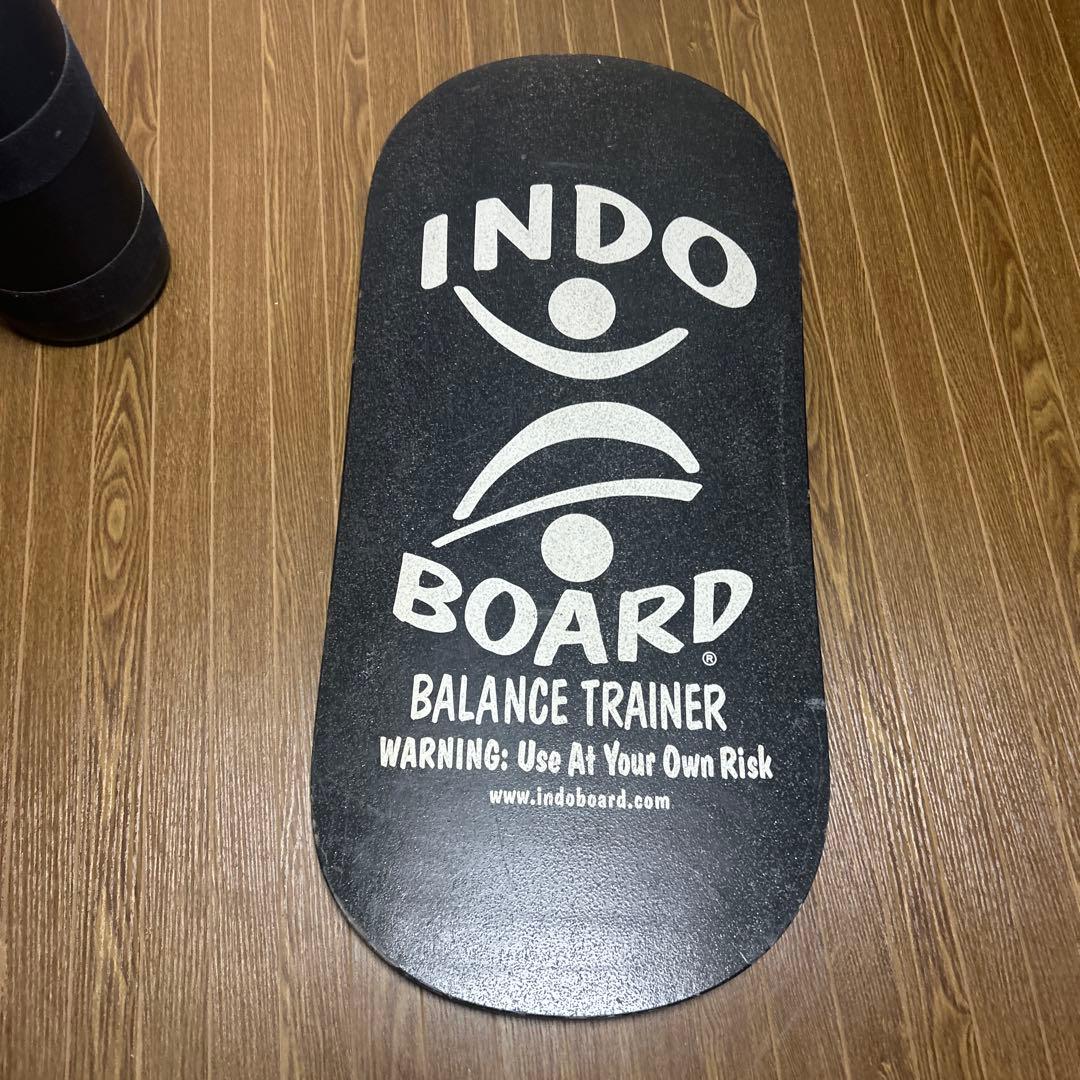 INDO
BOARD®
BALANCE TRAINER
WARNING: Use At Your Own Risk
www.indoboard.com